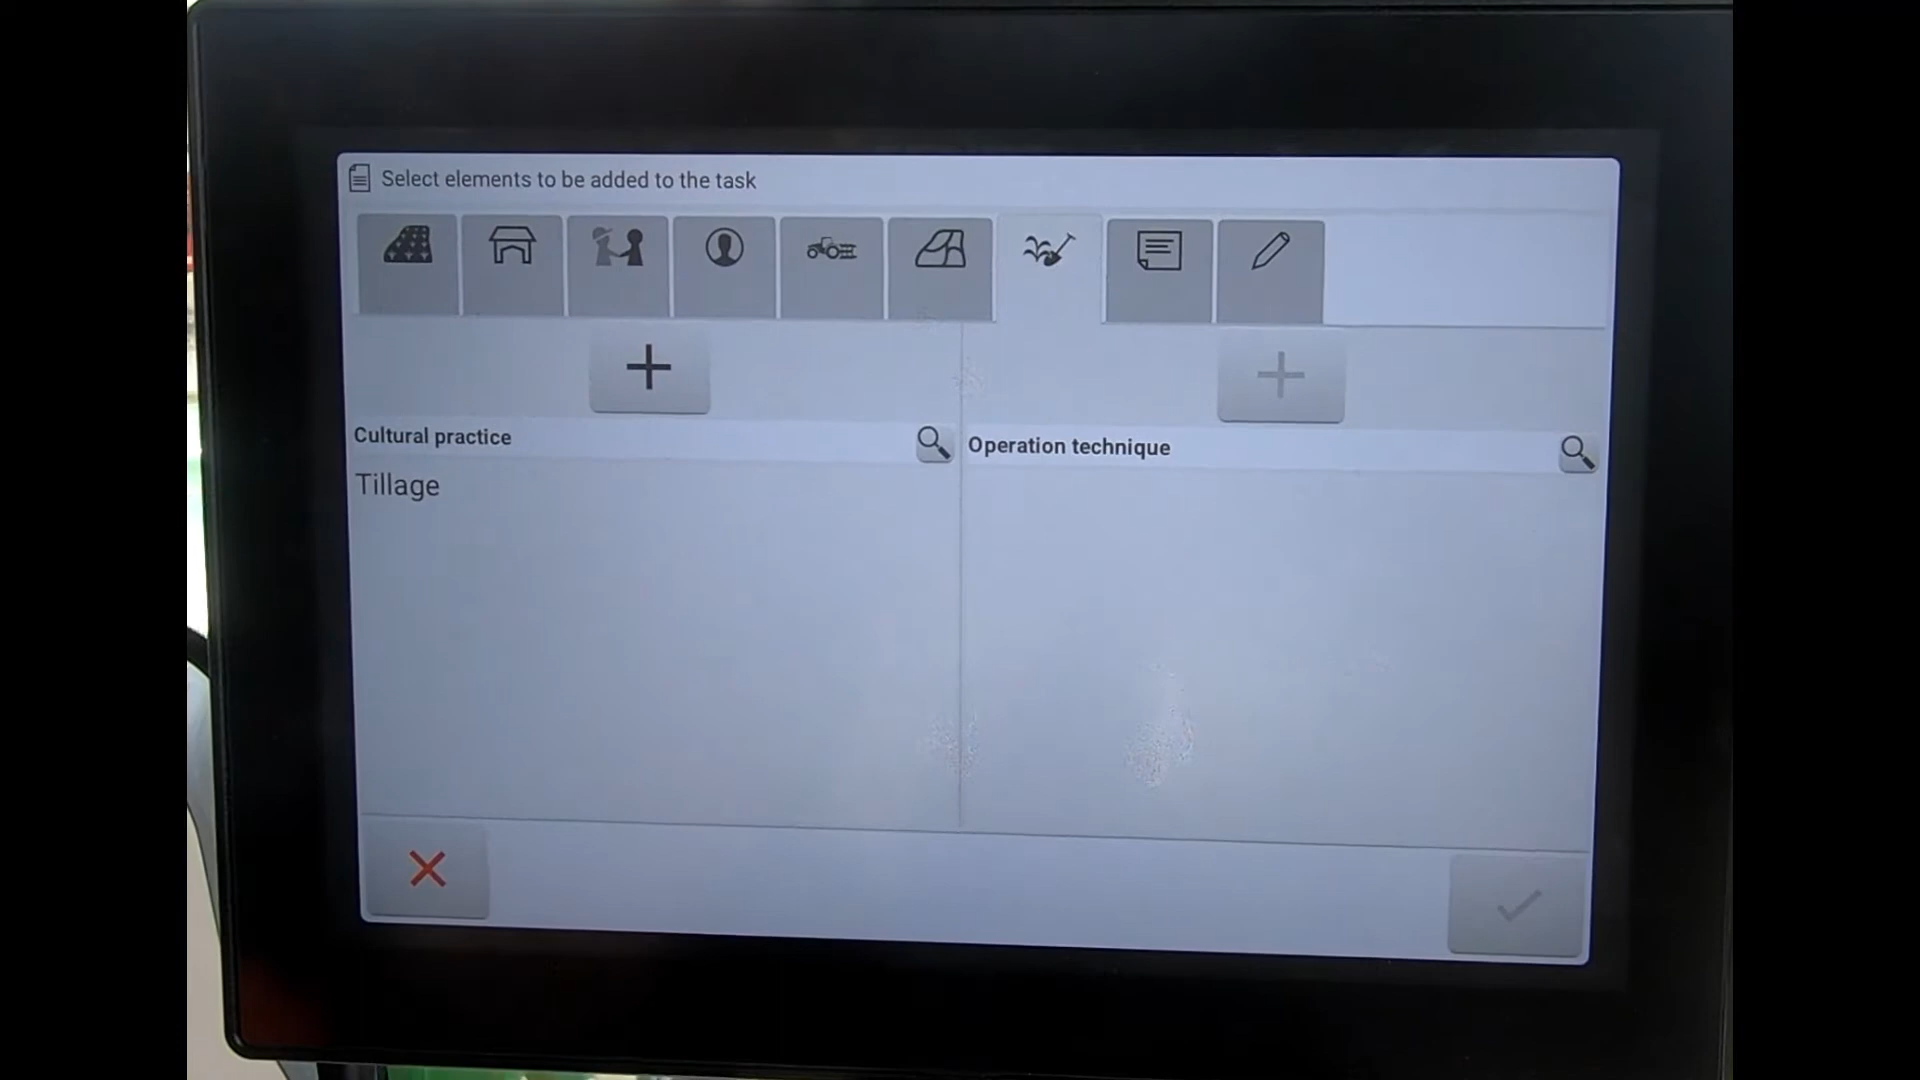 Select elements to be added to the task
Cultural practice
Operation technique
Tillage